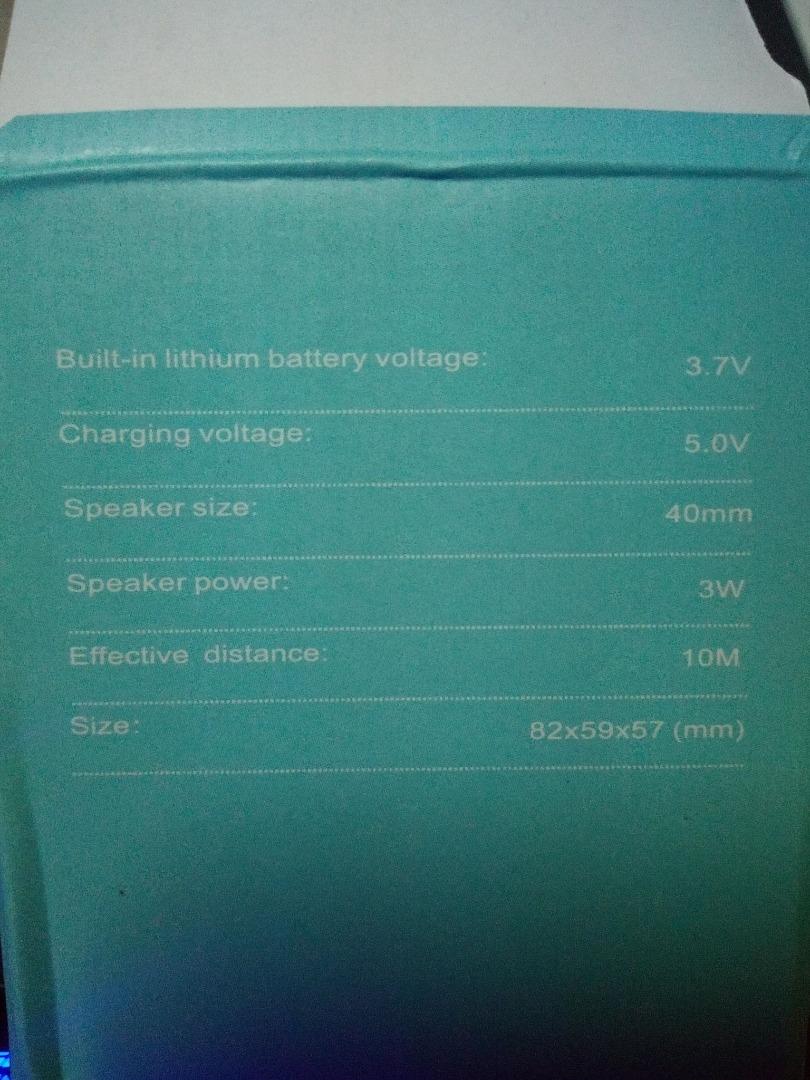 Built-in lithium battery voltage: 3.7V
Charging voltage: 5.0V
Speaker size: 40mm
Speaker power: 3W
Effective distance: 10M
Size: 82x59x57 (mm)